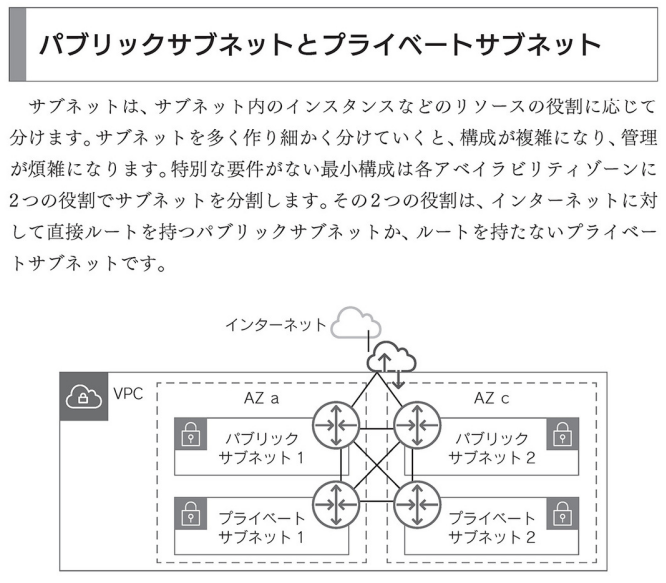 パブリックサブネットとプライベートサブネット
サブネットは、サブネット内のインスタンスなどのリソースの役割に応じて
分けます。サブネットを多く作り細かく分けていくと、構成が複雑になり、管理
が煩雑になります。特別な要件がない最小構成は各アベイラビリティゾーンに
2つの役割でサブネットを分割します。その2つの役割は、インターネットに対
して直接ルートを持つパブリックサブネットか、ルートを持たないプライベー
トサブネットです。
インターネット
VPC
AZ a
AZ c
パブリック
サブネット1
パブリック
サブネット2
プライベート
サブネット1
プライベート
サブネット2